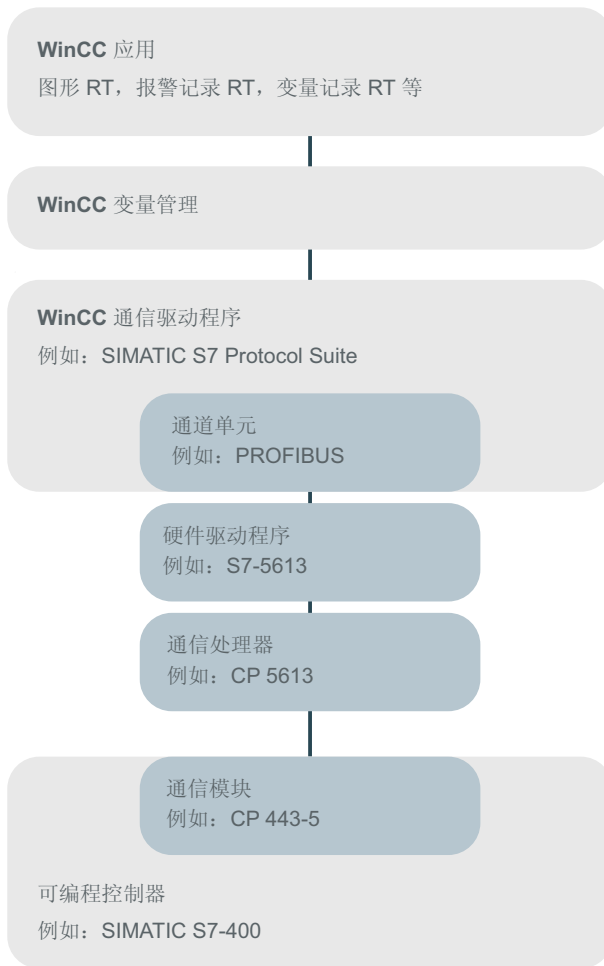 WinCC 应用
图形 RT，报警记录 RT，变量记录 RT 等
WinCC 变量管理
WinCC 通信驱动程序
例如：SIMATIC S7 Protocol Suite
通道单元
例如：PROFIBUS
硬件驱动程序
例如：S7-5613
通信处理器
例如：CP 5613
通信模块
例如：CP 443-5
可编程控制器
例如：SIMATIC S7-400